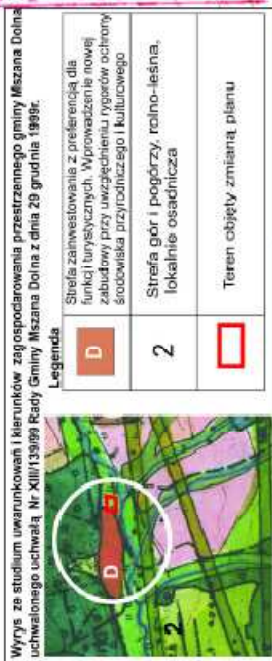 Wyrys ze studium uwarunkowań i kierunków zagospodarowania przestrzennego gminy Mszana Dolna
uchwalonego uchwałą Nr XIII/139/99 Rady Gminy Mszana Dolna z dnia 29 grudnia 1999r.
Legenda
D
Strefa zainwestowania z preferencją dla
funkcji turystycznych. Wprowadzenie nowej
zabudowy przy uwzględnieniu rygorów ochrony
środowiska przyrodniczego i kulturowego
2
Strefa gór i pogórzy, rolno-leśna,
lokalnie osadnicza
Teren objęty zmianą planu
D
2